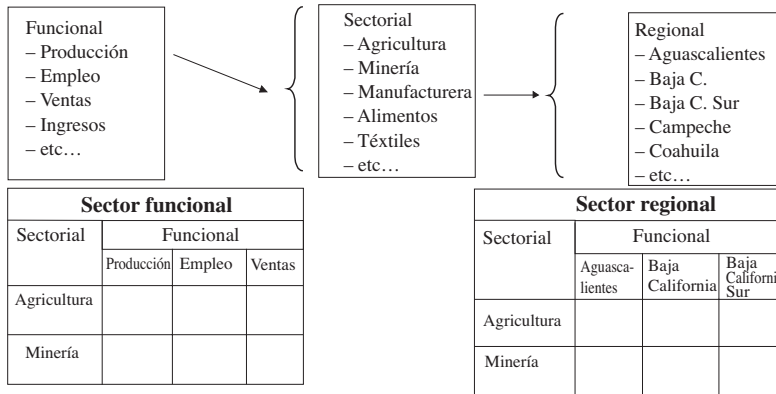 Funcional
– Producción
– Empleo
– Ventas
– Ingresos
– etc…
Sectorial
– Agricultura
– Minería
– Manufacturera
– Alimentos
– Téxtiles
– etc…
Regional
– Aguascalientes
– Baja C.
– Baja C. Sur
– Campeche
– Coahuila
– etc…
Sector funcional
Sectorial Funcional
Producción Empleo Ventas
Agricultura
Minería
Sector regional
Sectorial Funcional
Aguasca-
lientes
Baja
California
Baja
Californi
Sur
Agricultura
Minería